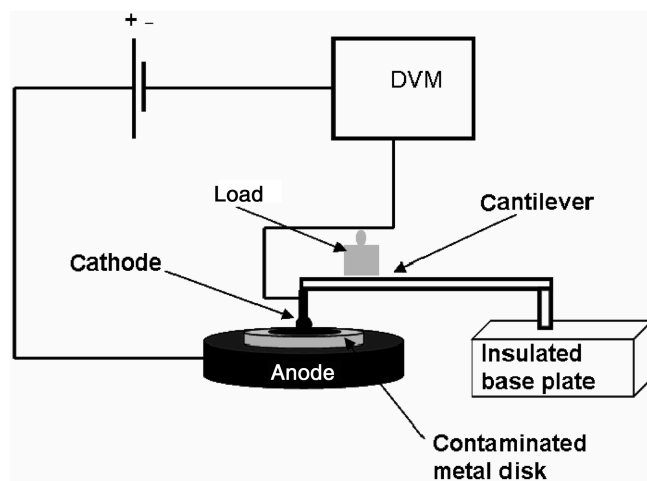 + –
DVM
Load
Cantilever
Cathode
Insulated
base plate
Anode
Contaminated
metal disk